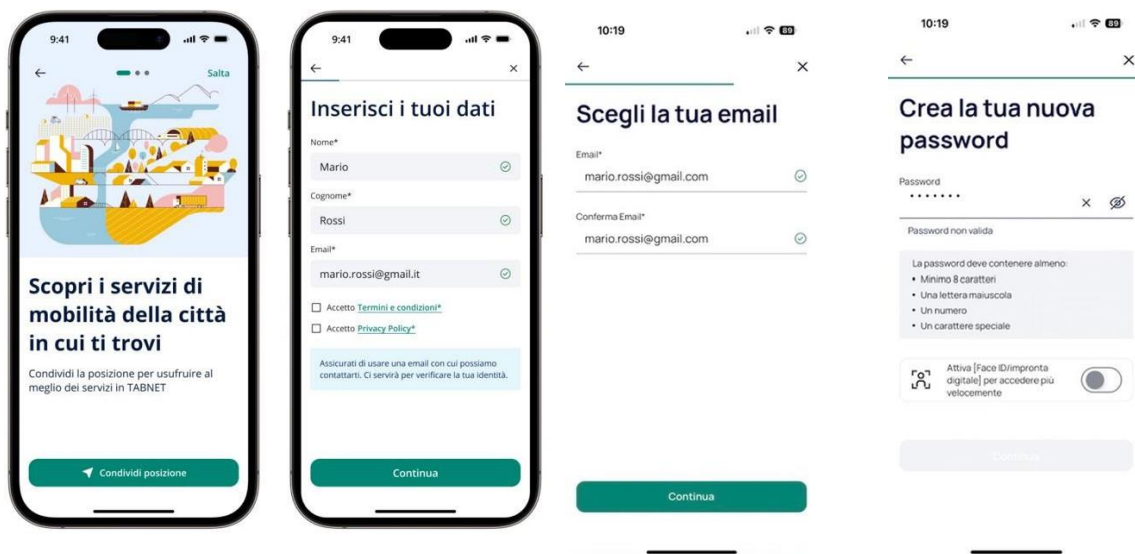 9:41
Salta
Scopri i servizi di
mobilità della città
in cui ti trovi
Condividi la posizione per usufruire al
meglio dei servizi in TABNET
Condividi posizione
9:41
Inserisci i tuoi dati
Nome*
Mario
Cognome*
Rossi
Email*
mario.rossi@gmail.it
Accetto Termini e condizioni*
Accetto Privacy Policy*
Assicurati di usare una email con cui possiamo
contattarti. Ci servirà per verificare la tua identità.
Continua
10:19
89
Scegli la tua email
Email*
mario.rossi@gmail.com
Conferma Email*
mario.rossi@gmail.com
Continua
10:19
89
Crea la tua nuova
password
Password
•••••••
Password non valida
La password deve contenere almeno:
• Minimo 8 caratteri
• Una lettera maiuscola
• Un numero
• Un carattere speciale
Attiva [Face ID/impronta
digitale] per accedere più
velocemente
Continua